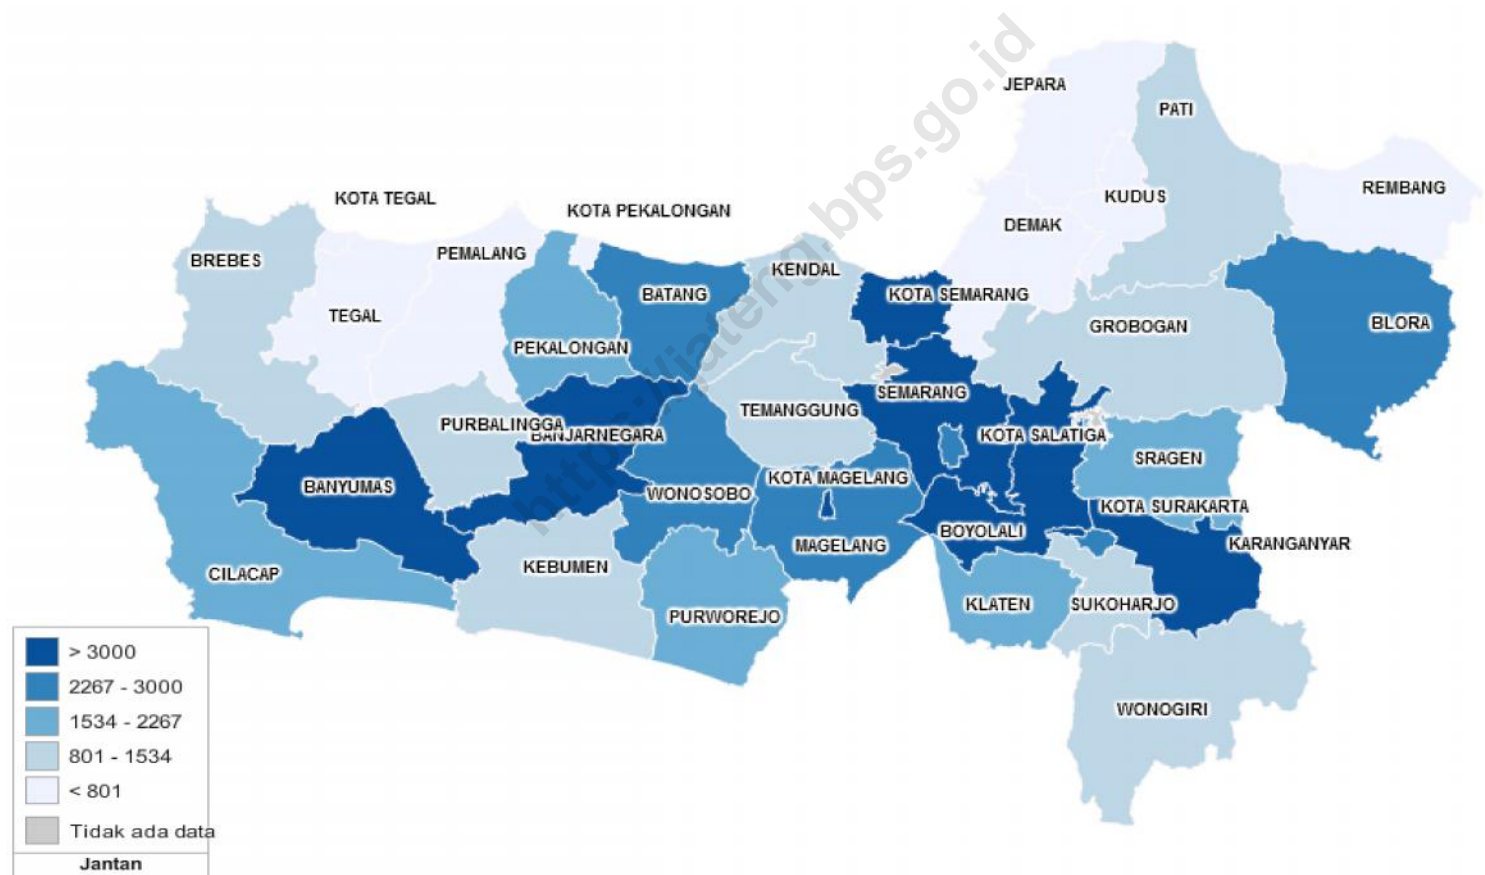 https://jateng.bps.go.id
JEPARA
PATI
KOTA TEGAL
KOTA PEKALONGAN
KUDUS
REMBANG
DEMAK
BREBES
PEMALANG
KENDAL
BATANG
KOTA SEMARANG
TEGAL
GROBOGAN
BLORA
PEKALONGAN
SEMARANG
TEMANGGUNG
PURBALINGGA
BANJARNEGARA
KOTA SALATIGA
SRAGEN
BANYUMAS
WONOSOBO
KOTA MAGELANG
KOTA SURAKARTA
BOYOLALI
MAGELANG
KARANGANYAR
KEBUMEN
CILACAP
PURWOREJO
KLATEN
SUKOHARJO
WONOGIRI
> 3000
2267 - 3000
1534 - 2267
801 - 1534
< 801
Tidak ada data
Jantan